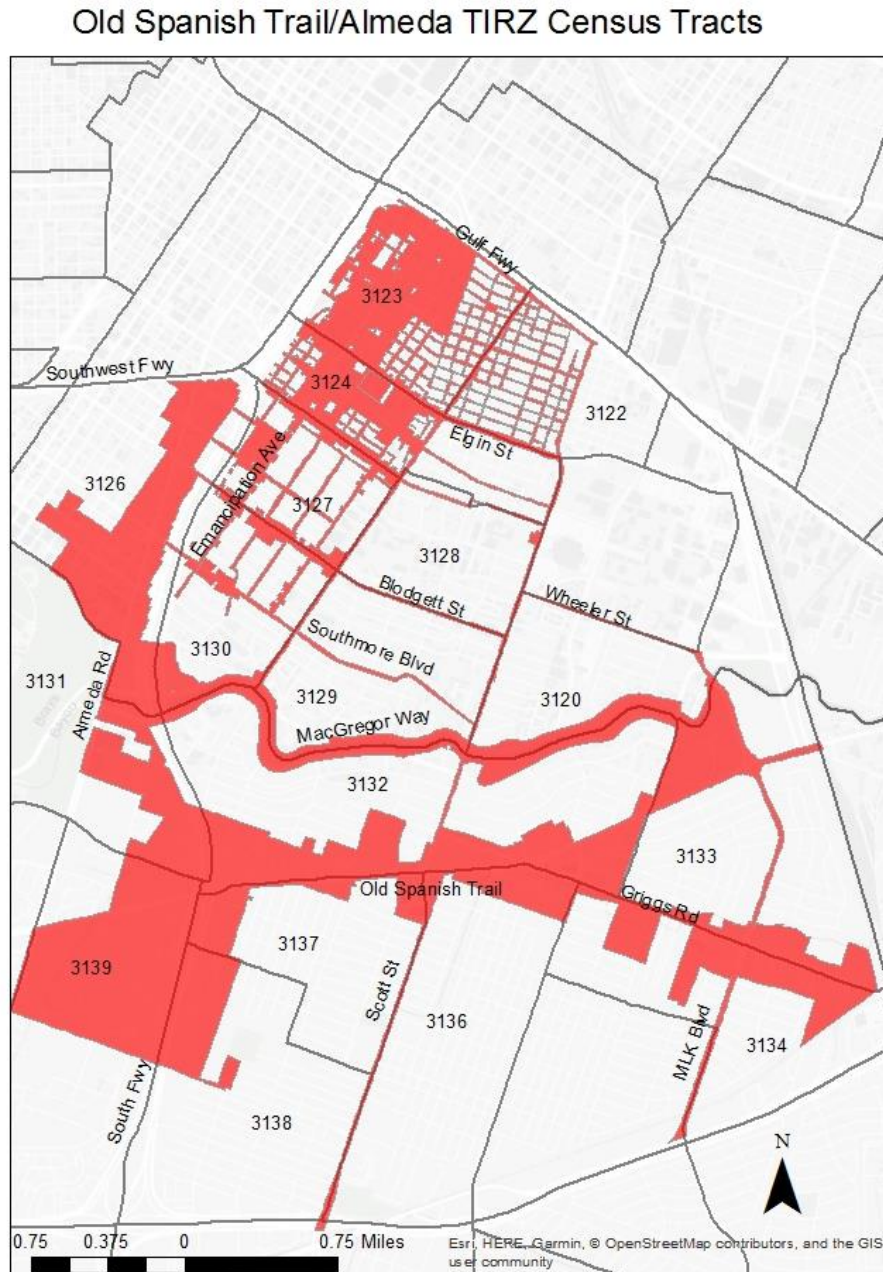 Old Spanish Trail/Almeda TIRZ Census Tracts
Gulf Fwy
3123
Southwest Fwy
3124
3122
Elgin St
3126
Emancipation Ave
3127
3128
Blodgett St
Wheeler St
3130
Southmore Blvd
3131
Almeda Rd
3129
3120
MacGregor Way
3132
3133
Old Spanish Trail
Griggs Rd
3137
3139
Scott St
3136
MLK Blvd
3134
South Fwy
3138
N
0.75 0.375 0 0.75 Miles
Esri, HERE, Garmin, © OpenStreetMap contributors, and the GIS
user community